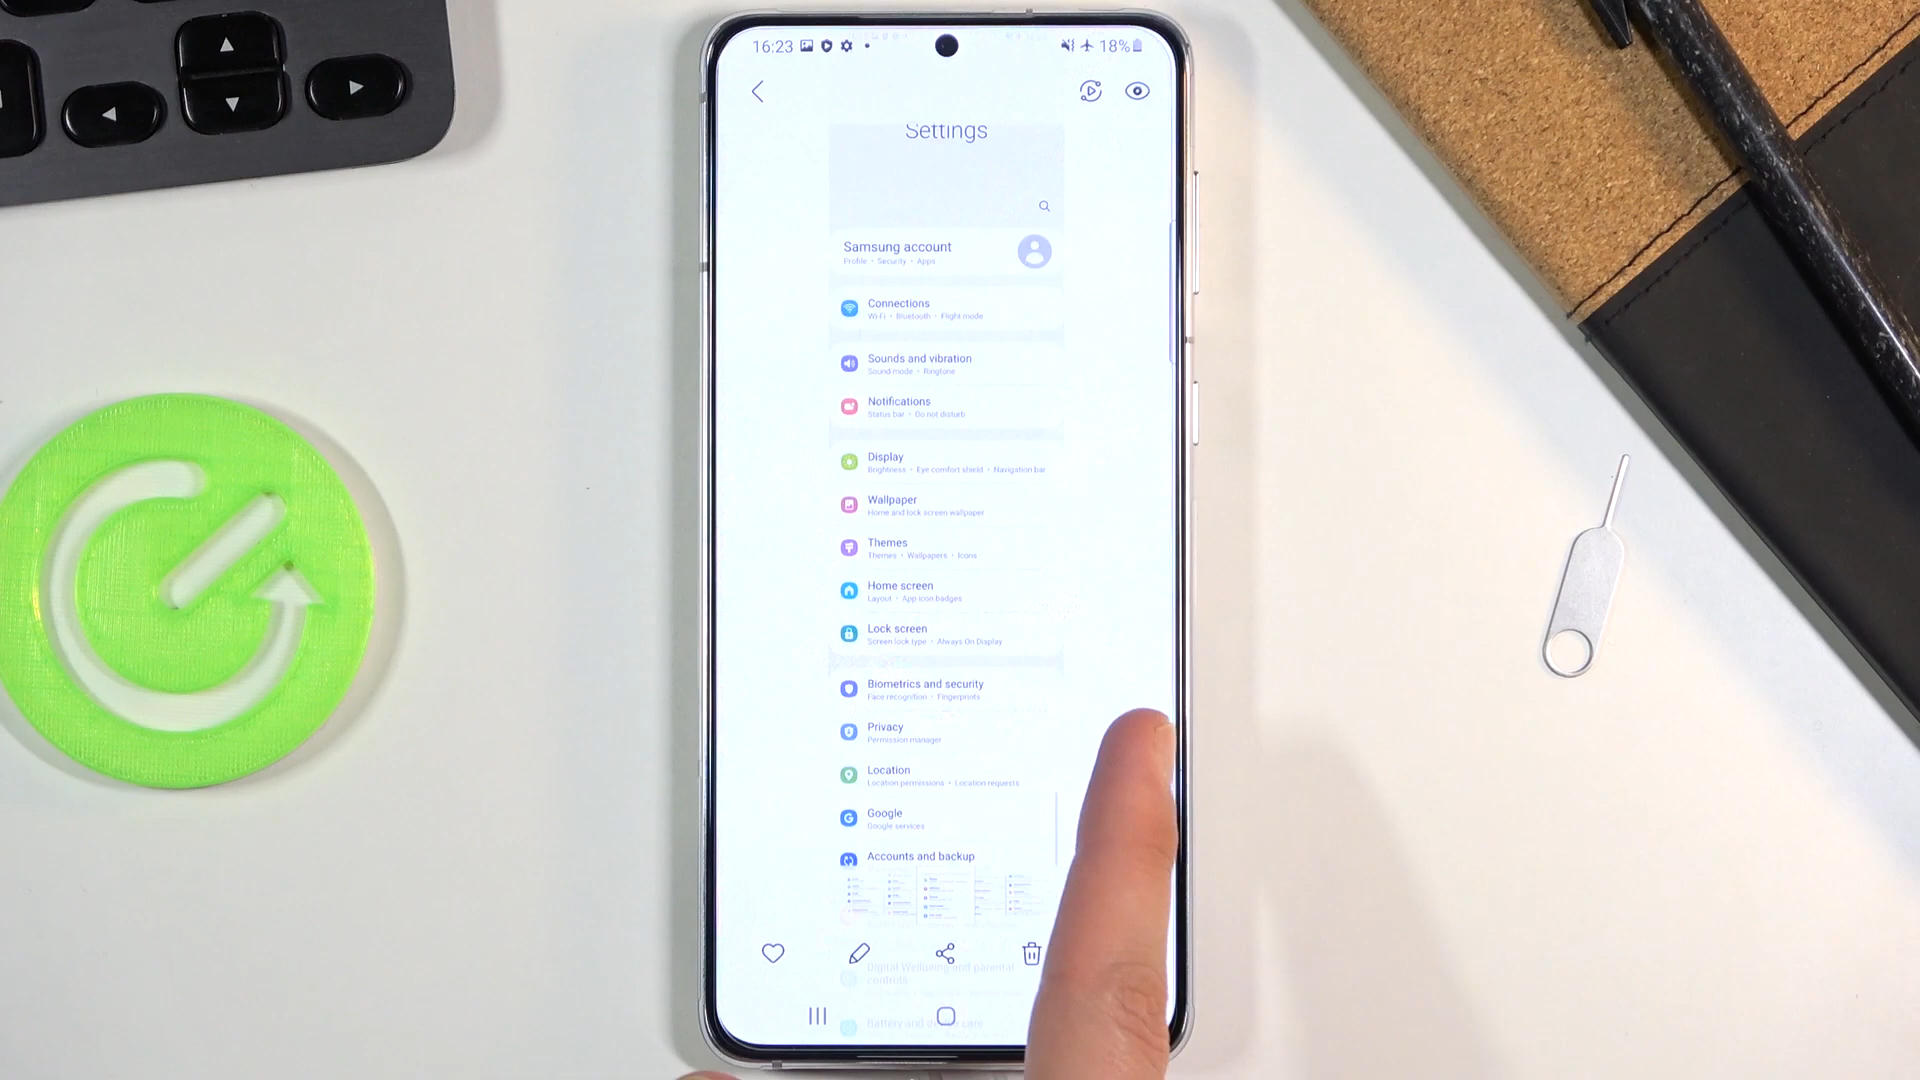 16:23
18%
Settings
Samsung account
Profile • Security • Apps
Connections
Wi-Fi • Bluetooth • Flight mode
Sounds and vibration
Sound mode • Ringtone
Notifications
Status bar • Do not disturb
Display
Brightness • Eye comfort shield • Navigation bar
Wallpaper
Home and lock screen wallpaper
Themes
Themes • Wallpapers • Icons
Home screen
Layout • App icon badges
Lock screen
Screen lock type • Always On Display
Biometrics and security
Face recognition • Fingerprints
Privacy
Permission manager
Location
Location permissions • Location requests
Google
Google services
Accounts and backup
Digital Wellbeing and parental
controls
Battery and device care